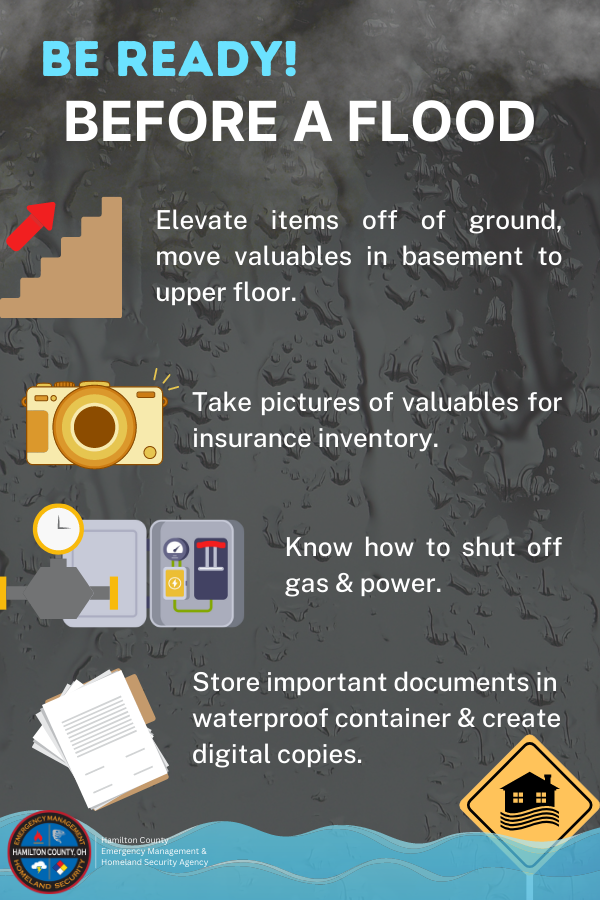 BE READY!
BEFORE A FLOOD
Elevate items off of ground,
move valuables in basement to
upper floor.
Take pictures of valuables for
insurance inventory.
Know how to shut off
gas & power.
Store important documents in
waterproof container & create
digital copies.
EMERGENCY MANAGEMENT
HAMILTON COUNTY, OH
HOMELAND SECURITY
Hamilton County
Emergency Management &
Homeland Security Agency